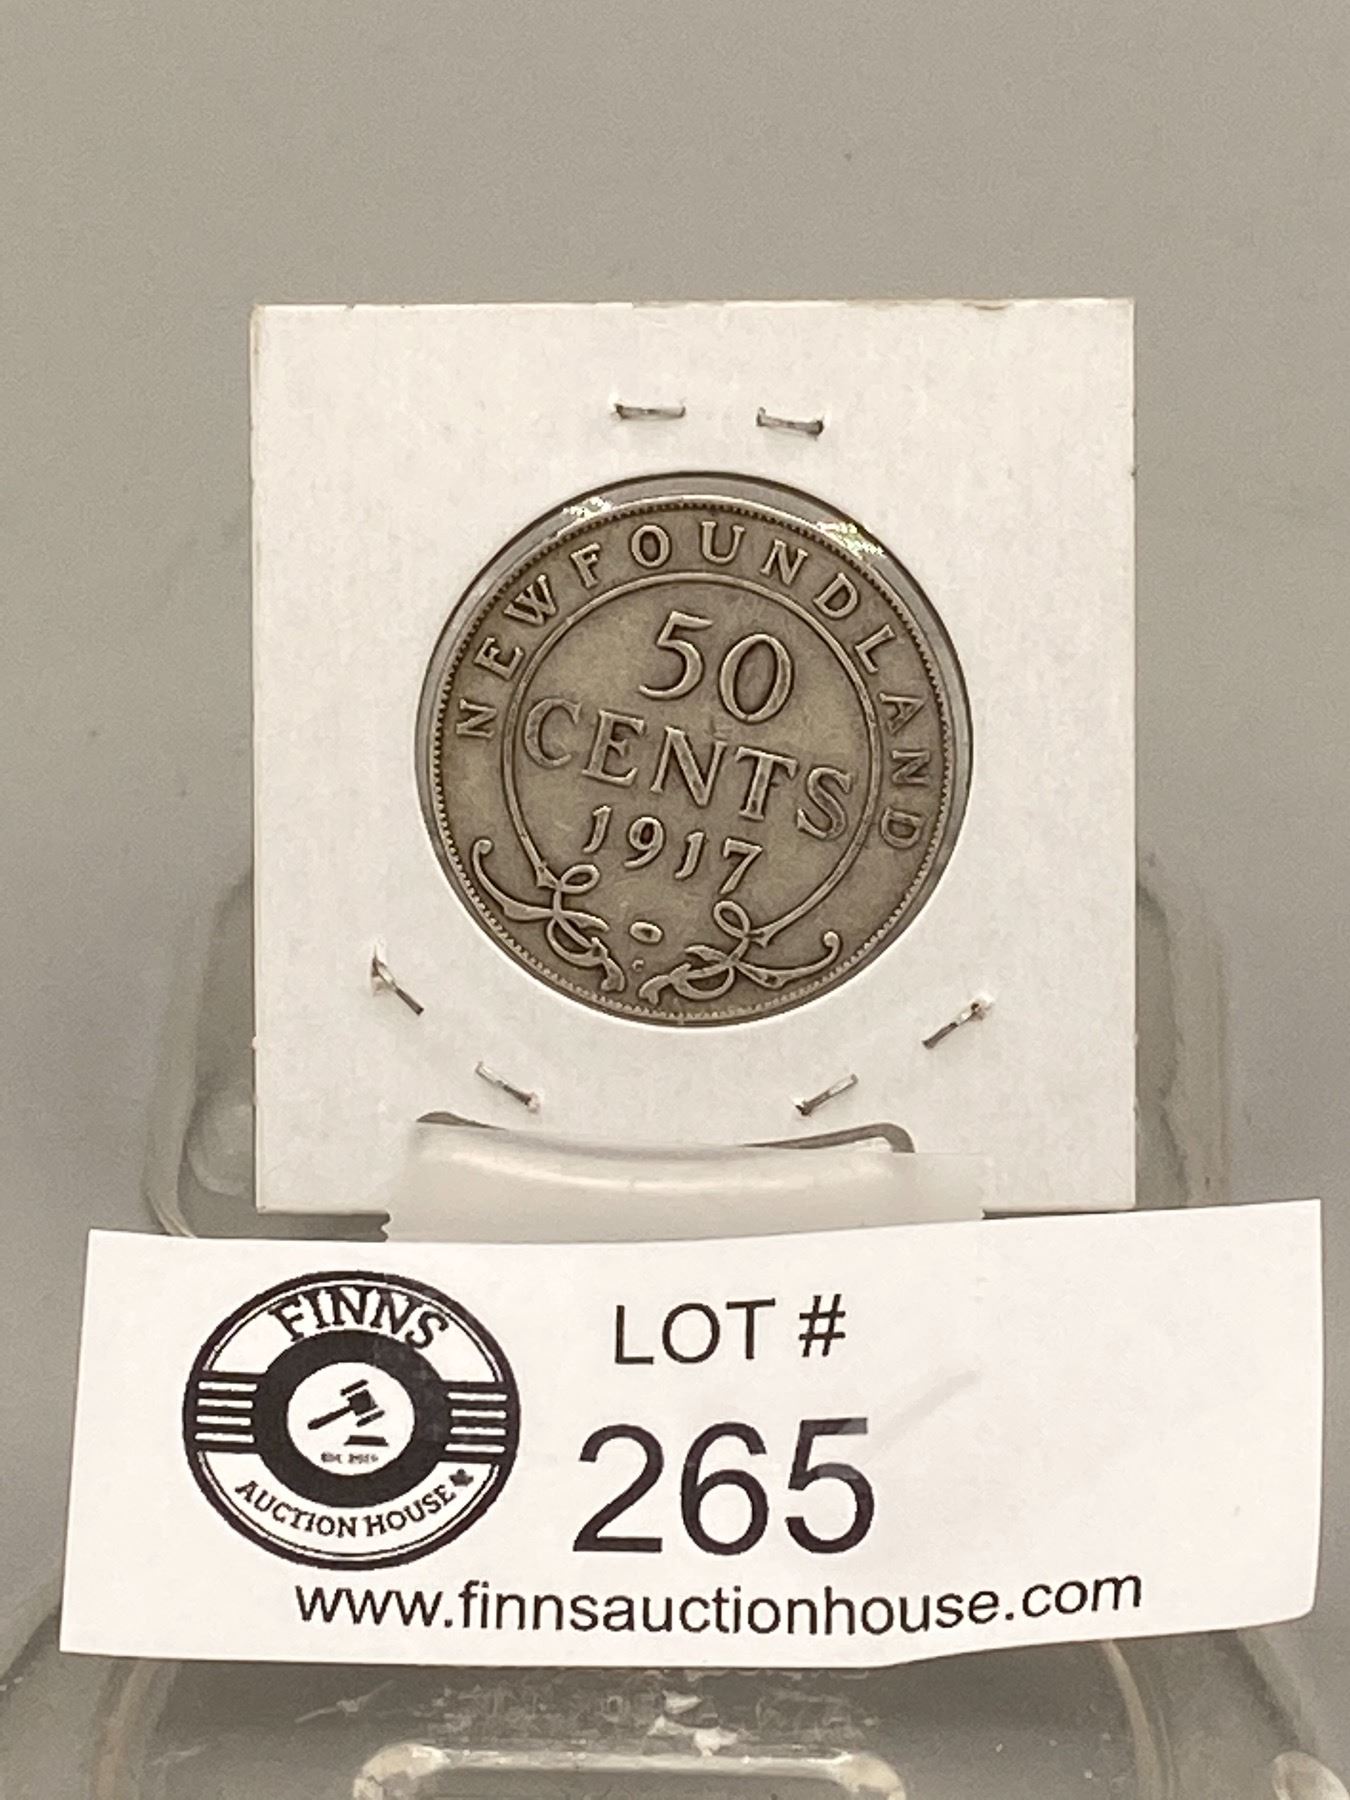 NEWFOUNDLAND
50
CENTS
1917
C
FINNS
AUCTION HOUSE
LOT #
265
www.finnsauctionhouse.com